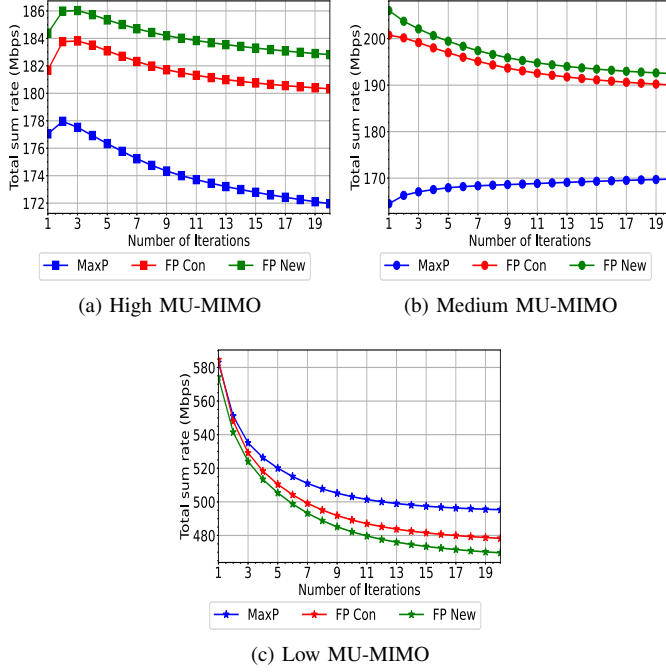 Total sum rate (Mbps)
186
184
182
180
178
176
174
172
1 3 5 7 9 11 13 15 17 19
Number of Iterations
MaxP FP Con FP New
(a) High MU-MIMO
Total sum rate (Mbps)
200
190
180
170
1 3 5 7 9 11 13 15 17 19
Number of Iterations
MaxP FP Con FP New
(b) Medium MU-MIMO
Total sum rate (Mbps)
580
560
540
520
500
480
1 3 5 7 9 11 13 15 17 19
Number of Iterations
MaxP FP Con FP New
(c) Low MU-MIMO